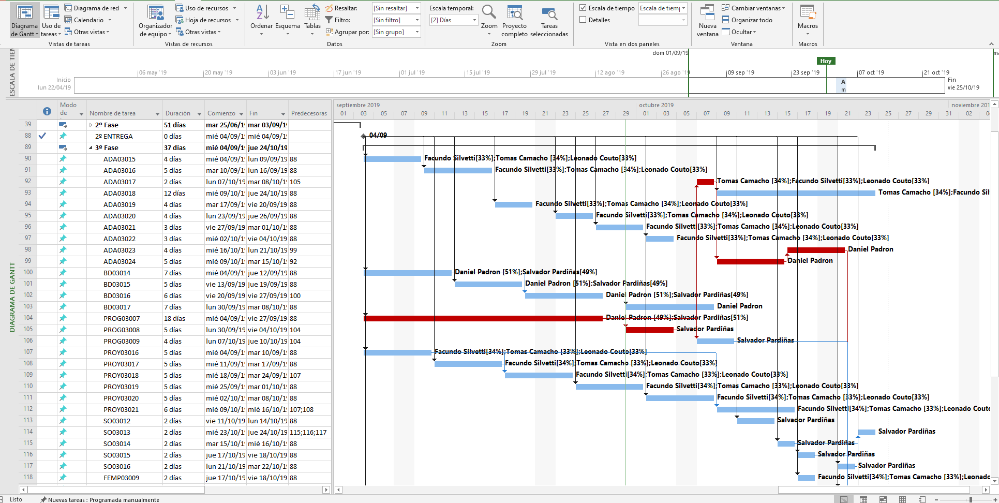 Diagrama de Gantt
Uso de tareas
Diagrama de red
Calendario
Otras vistas
Vistas de tareas
Organizador de equipo
Uso de recursos
Hoja de recursos
Otras vistas
Vistas de recursos
Ordenar
Esquema
Tablas
Resaltar: [Sin resaltar]
Filtro: [Sin filtro]
Agrupar por: [Sin grupo]
Datos
Escala temporal:
[2] Días
Zoom
Proyecto completo
Tareas seleccionadas
Zoom
Escala de tiempo
Detalles
Vista en dos paneles
Nueva ventana
Cambiar ventanas
Organizar todo
Ocultar
Ventana
Macros
Macros
ESCALA DE TIEM
dom 01/09/19
Hoy
06 may '19 20 may '19 03 jun '19 17 jun '19 01 jul '19 15 jul '19 29 jul '19 12 ago '19 26 ago '19 09 sep '19 23 sep '19 07 oct '19 21 oct '19
Inicio
lun 22/04/19
A
m
Fin
vie 25/10/19
DIAGRAMA DE GANTT
Modo de Nombre de tarea Duración Comienzo Fin Predecesoras
septiembre 2019 octubre 2019 noviembre 201
01 03 05 07 09 11 13 15 17 19 21 23 25 27 29 01 03 05 07 09 11 13 15 17 19 21 23 25 27 29 31 02 04
39 2º Fase 51 días mar 25/06/19 mar 03/09/1
88 2º ENTREGA 0 días mié 04/09/1 mié 04/09/1 04/09
89 3º Fase 37 días mié 04/09/1 jue 24/10/1
90 ADA03015 4 días mié 04/09/1 lun 09/09/19 88 Facundo Silvetti[33%];Tomas Camacho [34%];Leonado Couto[33%]
91 ADA03016 5 días mar 10/09/1 lun 16/09/19 88 Facundo Silvetti[33%];Tomas Camacho [34%];Leonado Couto[33%]
92 ADA03017 2 días lun 07/10/19 mar 08/10/1 105 Tomas Camacho [34%];Facundo Silvetti[33%];Leonado Couto[33%]
93 ADA03018 12 días mié 09/10/1 jue 24/10/19 88 Tomas Camacho [34%];Facundo Sil
94 ADA03019 4 días mar 17/09/1 vie 20/09/19 88 Facundo Silvetti[33%];Tomas Camacho [34%];Leonado Couto[33%]
95 ADA03020 4 días lun 23/09/19 jue 26/09/19 88 Facundo Silvetti[33%];Tomas Camacho [34%];Leonado Couto[33%]
96 ADA03021 3 días vie 27/09/19 mar 01/10/1 88 Facundo Silvetti[33%];Tomas Camacho [34%];Leonado Couto[33%]
97 ADA03022 3 días mié 02/10/1 vie 04/10/19 88 Facundo Silvetti[33%];Tomas Camacho [34%];Leonado Couto[33%]
98 ADA03023 4 días mié 16/10/1 lun 21/10/19 99 Daniel Padron
99 ADA03024 5 días mié 09/10/1 mar 15/10/1 92 Daniel Padron
100 BD03014 7 días mié 04/09/1 jue 12/09/19 88 Daniel Padron [51%];Salvador Pardiñas[49%]
101 BD03015 5 días vie 13/09/19 jue 19/09/19 88 Daniel Padron [51%];Salvador Pardiñas[49%]
102 BD03016 6 días vie 20/09/19 vie 27/09/19 100 Daniel Padron [51%];Salvador Pardiñas[49%]
103 BD03017 7 días lun 30/09/19 mar 08/10/1 88 Daniel Padron
104 PROG03007 18 días mié 04/09/1 vie 27/09/19 88 Daniel Padron [49%];Salvador Pardiñas[51%]
105 PROG03008 5 días lun 30/09/19 vie 04/10/19 104 Salvador Pardiñas
106 PROG03009 4 días lun 07/10/19 jue 10/10/19 104 Salvador Pardiñas
107 PROY03016 5 días mié 04/09/1 mar 10/09/1 88 Facundo Silvetti[34%];Tomas Camacho [33%];Leonado Couto[33%]
108 PROY03017 5 días mié 11/09/1 mar 17/09/1 88 Facundo Silvetti[34%];Tomas Camacho [33%];Leonado Couto[33%]
109 PROY03018 5 días mié 18/09/1 mar 24/09/1 107 Facundo Silvetti[34%];Tomas Camacho [33%];Leonado Couto[33%]
110 PROY03019 5 días mié 25/09/1 mar 01/10/1 88 Facundo Silvetti[34%];Tomas Camacho [33%];Leonado Couto[33%]
111 PROY03020 5 días mié 02/10/1 mar 08/10/1 88 Facundo Silvetti[34%];Tomas Camacho [33%];Leonado Couto[33%]
112 PROY03021 6 días mié 09/10/1 mié 16/10/1 107;108 Facundo Silvetti[34%];Tomas Camacho [33%];Leonado Coutc
113 SO03012 2 días vie 11/10/19 lun 14/10/19 88 Salvador Pardiñas
114 SO03013 2 días mié 23/10/1 jue 24/10/19 115;116;117 Salvador Pardiñas
115 SO03014 2 días mar 15/10/1 mié 16/10/1 88 Salvador Pardiñas
116 SO03015 2 días jue 17/10/19 vie 18/10/19 88 Salvador Pardiñas
117 SO03016 2 días lun 21/10/19 mar 22/10/1 88 Salvador Pardiñas
118 FEMP03009 2 días jue 17/10/19 vie 18/10/19 88 Facundo Silvetti[34%];Tomas Camacho [33%];Leonado
Listo Nuevas tareas : Programada manualmente